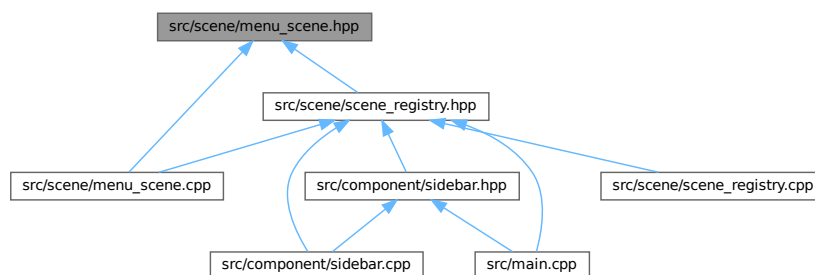 src/scene/menu_scene.hpp
src/scene/scene_registry.hpp
src/scene/menu_scene.cpp
src/component/sidebar.hpp
src/scene/scene_registry.cpp
src/component/sidebar.cpp
src/main.cpp